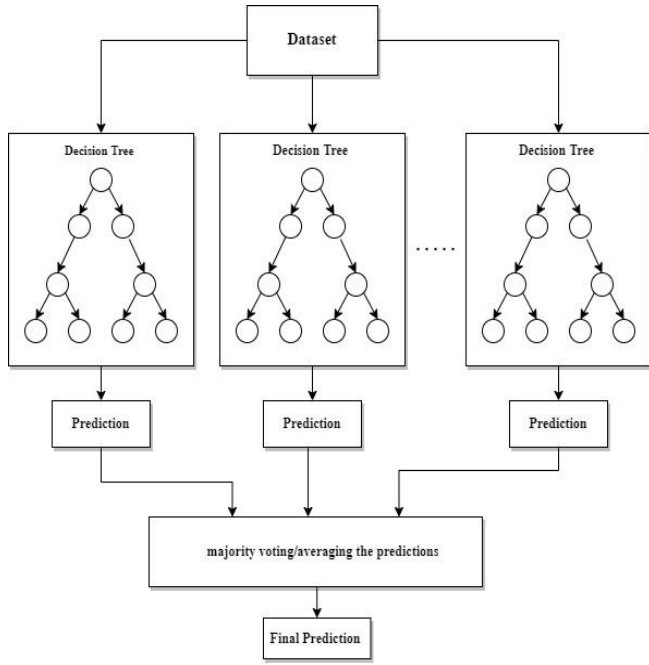 Dataset
Decision Tree
Decision Tree
Decision Tree
.....
Prediction
Prediction
Prediction
majority voting/averaging the predictions
Final Prediction